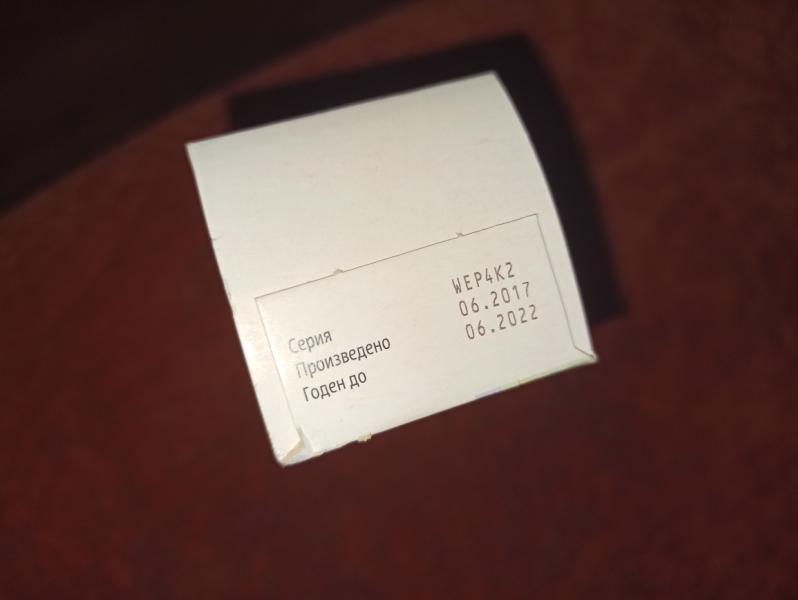 Серия WEP4K2
Произведено 06.2017
Годен до 06.2022